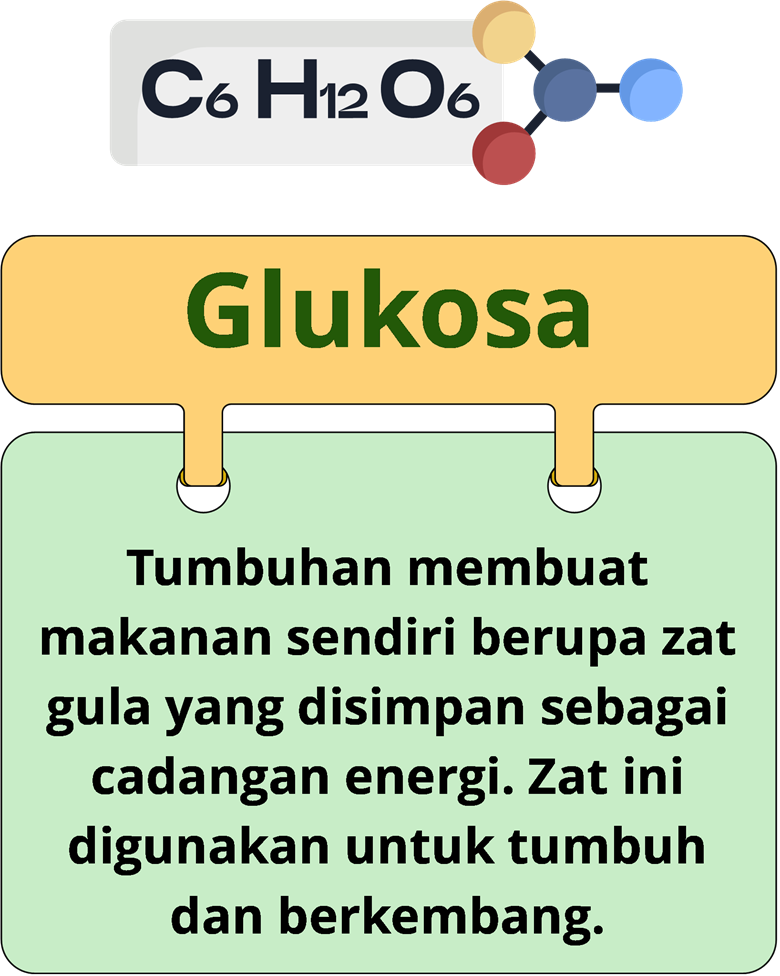 C6 H12 O6
Glukosa
Tumbuhan membuat
makanan sendiri berupa zat
gula yang disimpan sebagai
cadangan energi. Zat ini
digunakan untuk tumbuh
dan berkembang.